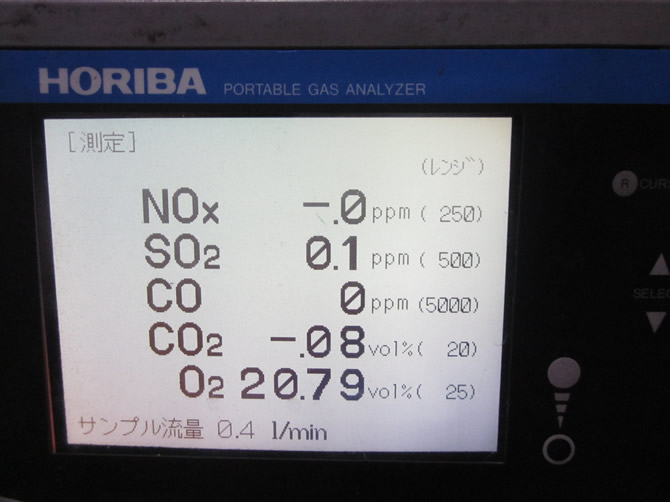 HORIBA PORTABLE GAS ANALYZER
[測定]
(レンジ)
NOx -.0 ppm ( 250)
SO2 0.1 ppm ( 500)
CO 0 ppm (5000)
CO2 -.08 vol% ( 20)
O2 20.79 vol% ( 25)
サンプル流量 0.4 l/min
R